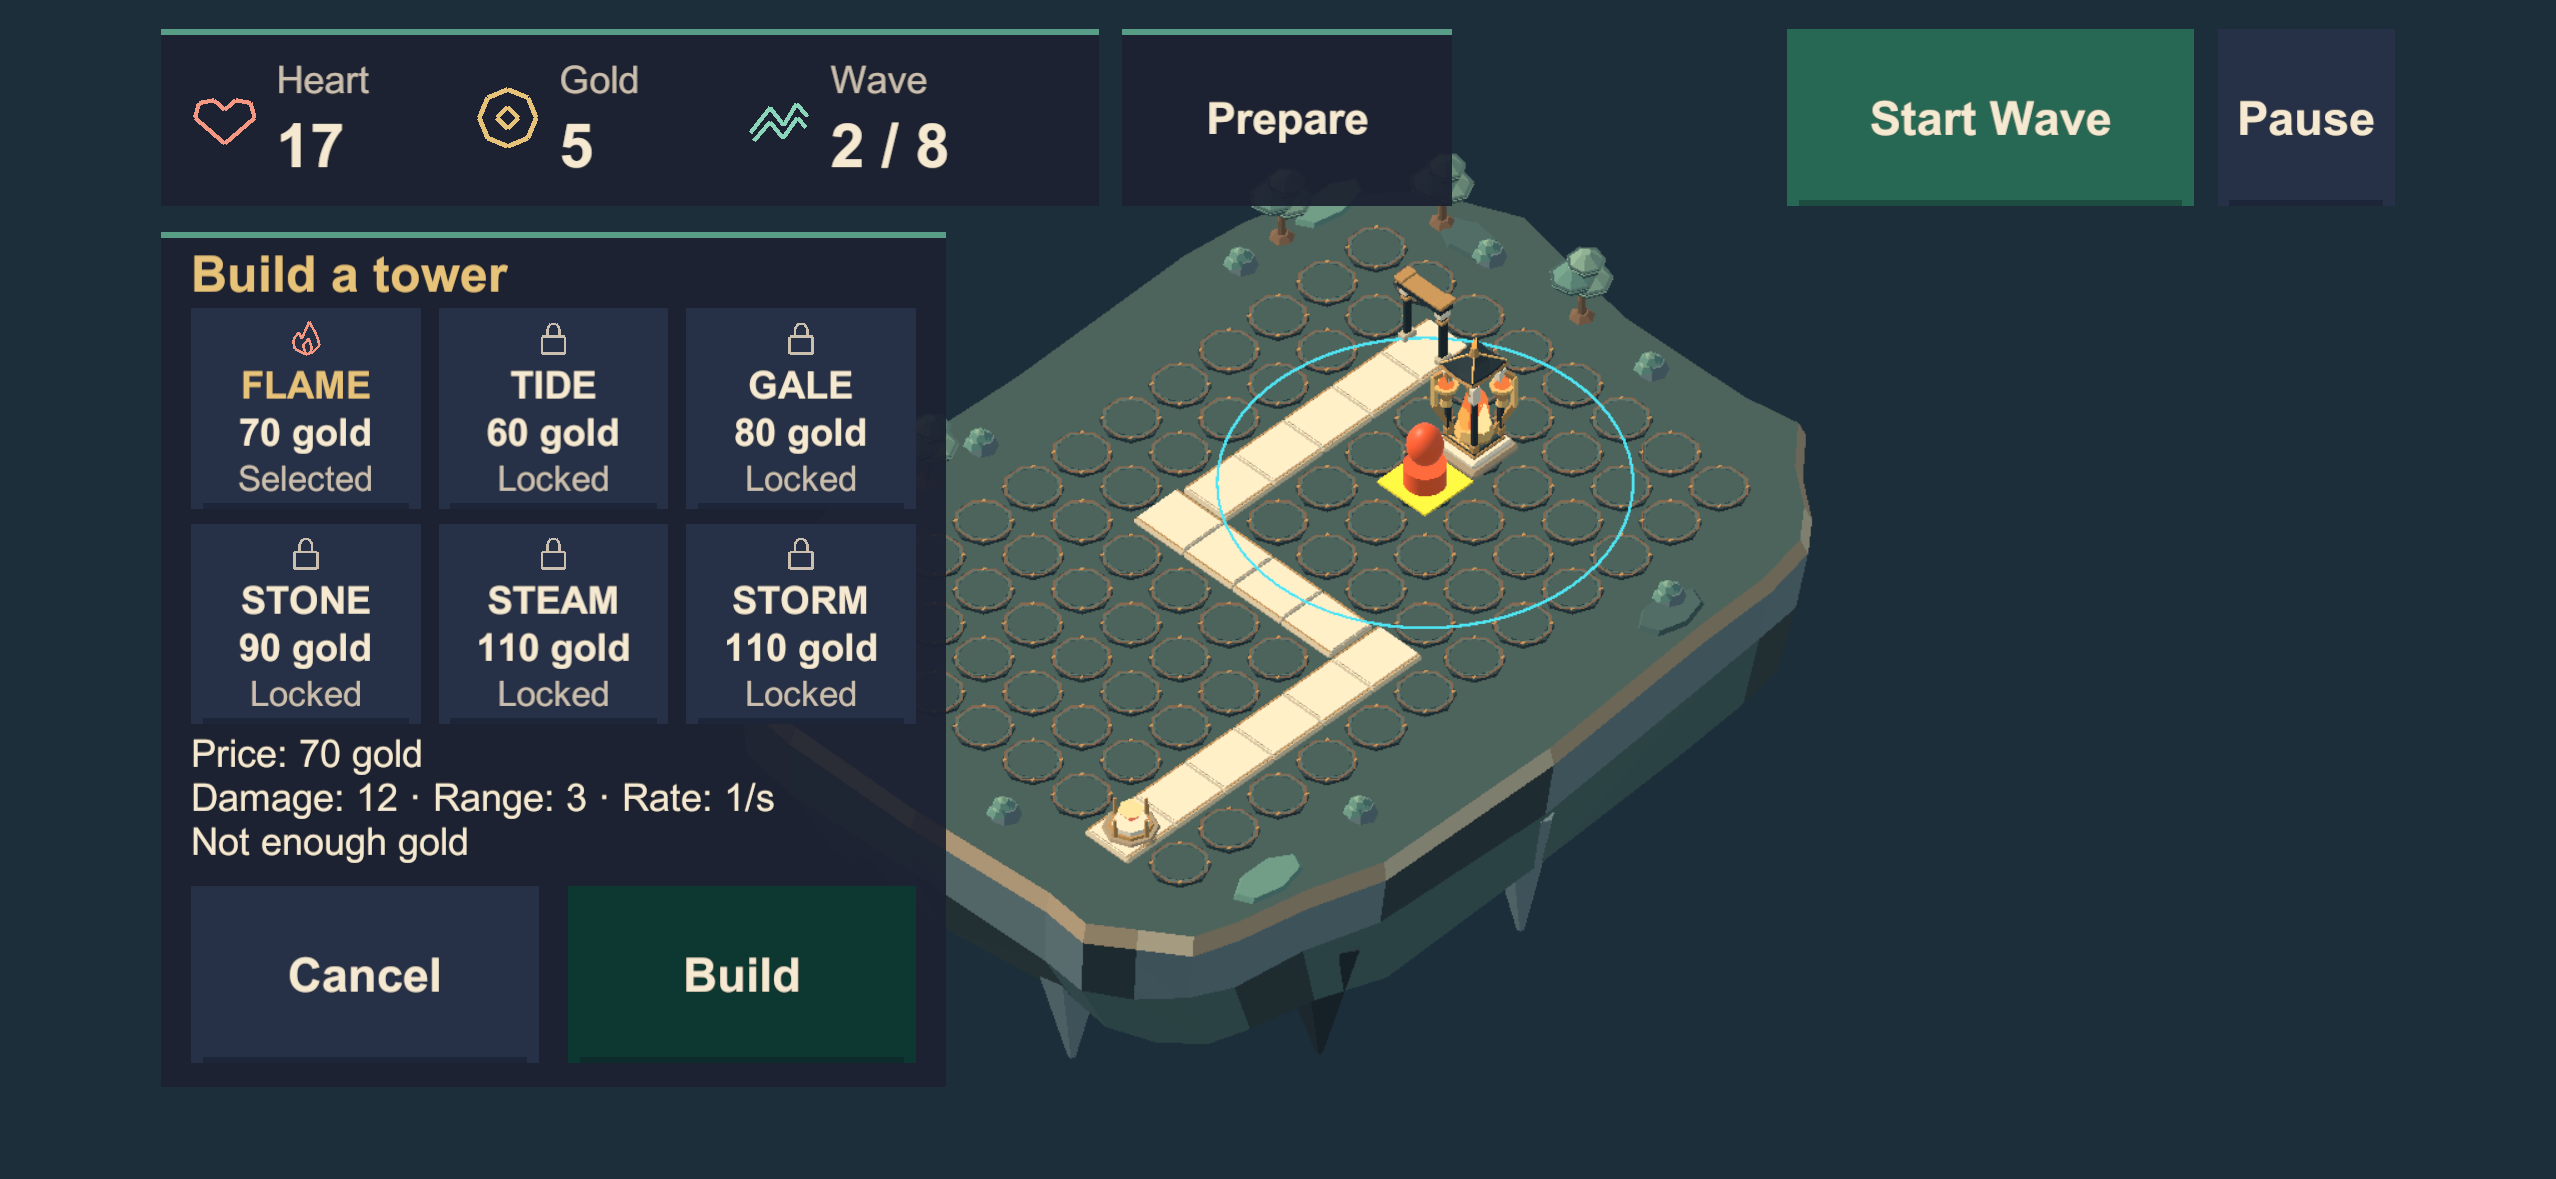 Heart
17
Gold
5
Wave
2 / 8
Prepare
Start Wave
Pause
Build a tower
FLAME
70 gold
Selected
TIDE
60 gold
Locked
GALE
80 gold
Locked
STONE
90 gold
Locked
STEAM
110 gold
Locked
STORM
110 gold
Locked
Price: 70 gold
Damage: 12 · Range: 3 · Rate: 1/s
Not enough gold
Cancel
Build